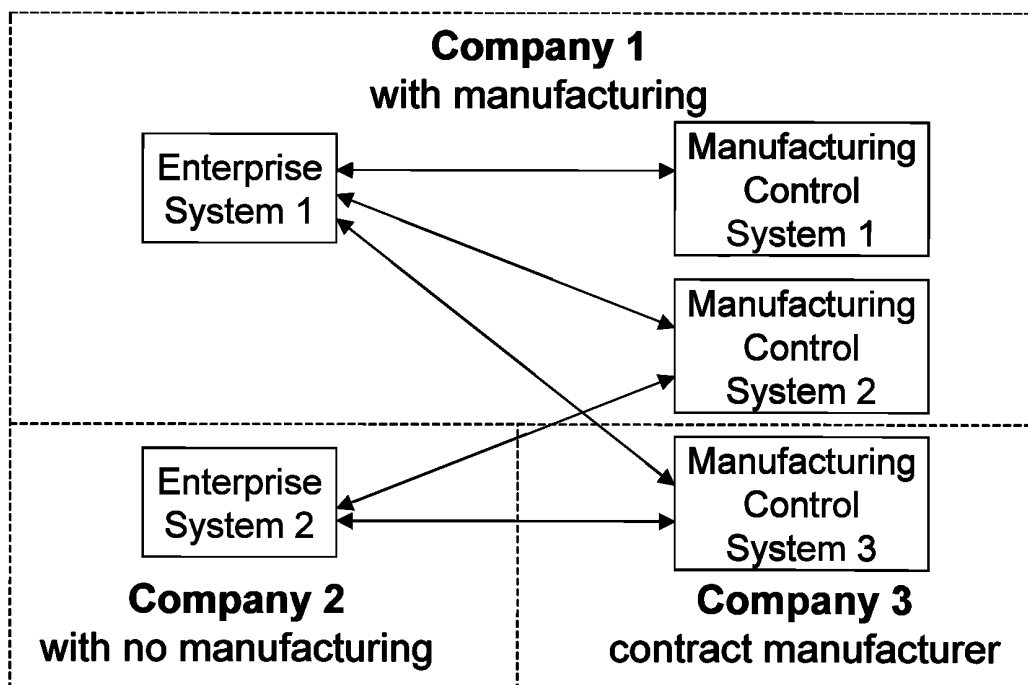 Company 1
with manufacturing
Enterprise
System 1
Manufacturing
Control
System 1
Manufacturing
Control
System 2
Enterprise
System 2
Manufacturing
Control
System 3
Company 2
with no manufacturing
Company 3
contract manufacturer